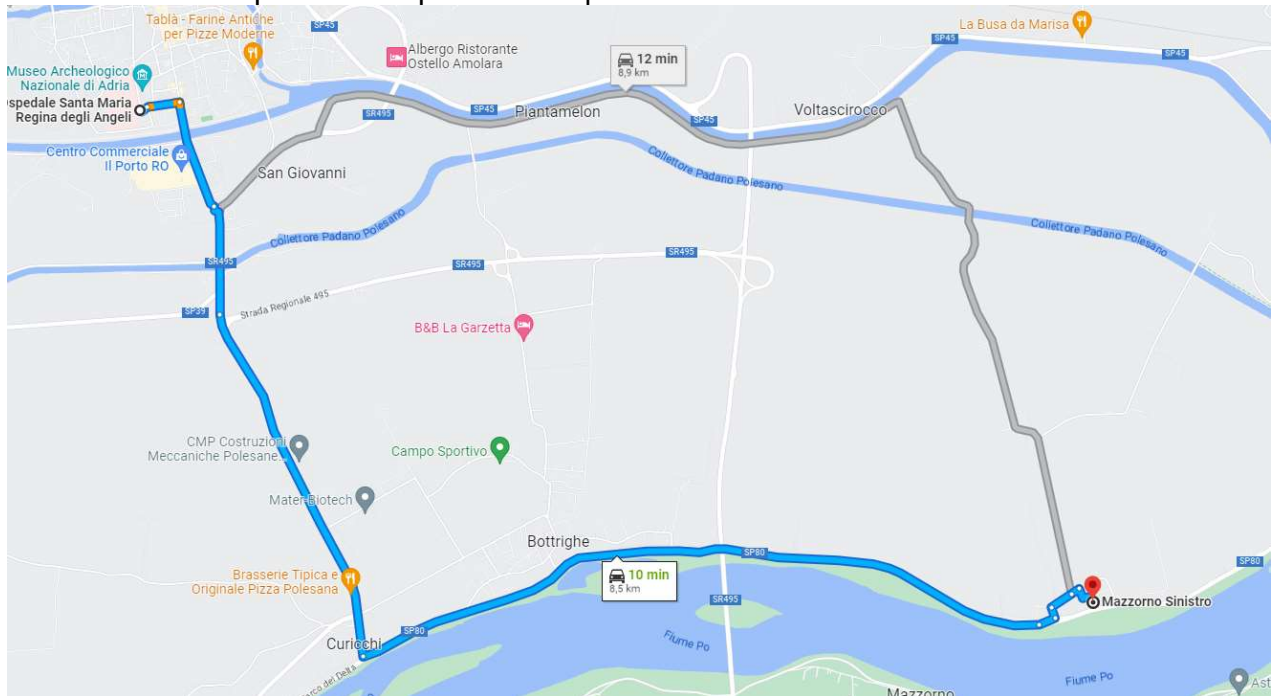 SP45
Tablà - Farine Antiche
per Pizze Moderne
La Busa da Marisa
SP45
SP45
Albergo Ristorante
Ostello Amolara
12 min
8,9 km
Museo Archeologico
Nazionale di Adria
Ospedale Santa Maria
Regina degli Angeli
SR495
SP45
Piantamelon
SP45
Voltascirocco
Centro Commerciale
Il Porto RO
San Giovanni
Collettore Padano Polesano
Collettore Padano Polesano
Collettore Padano Polesano
SR495
SR495
SR495
SP39
Strada Regionale 495
B&B La Garzetta
CMP Costruzioni
Meccaniche Polesane...
Campo Sportivo
Mater-Biotech
Bottrighe
SP80
SP80
Brasserie Tipica e
Originale Pizza Polesana
10 min
8,5 km
SR495
Mazzorno Sinistro
SP80
Curicchi
Fiume Po
Fiume Po
Mazzorno
Ast